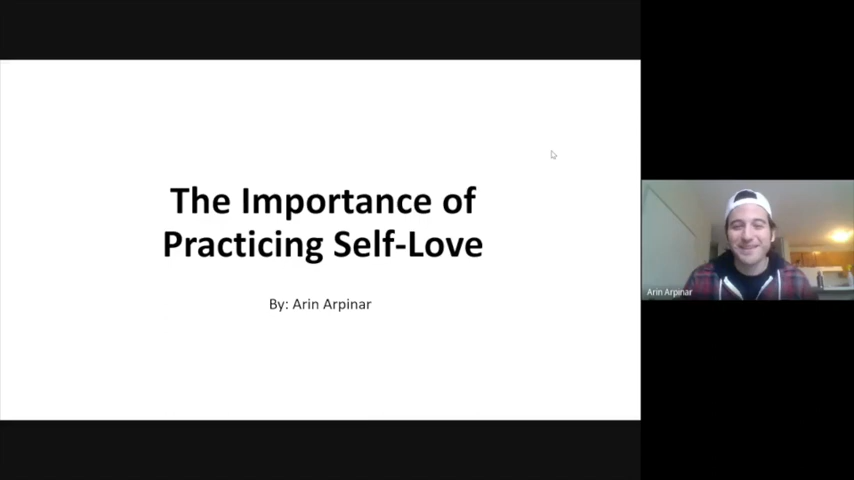 The Importance of
Practicing Self-Love
By: Arin Arpinar
Arin Arpinar